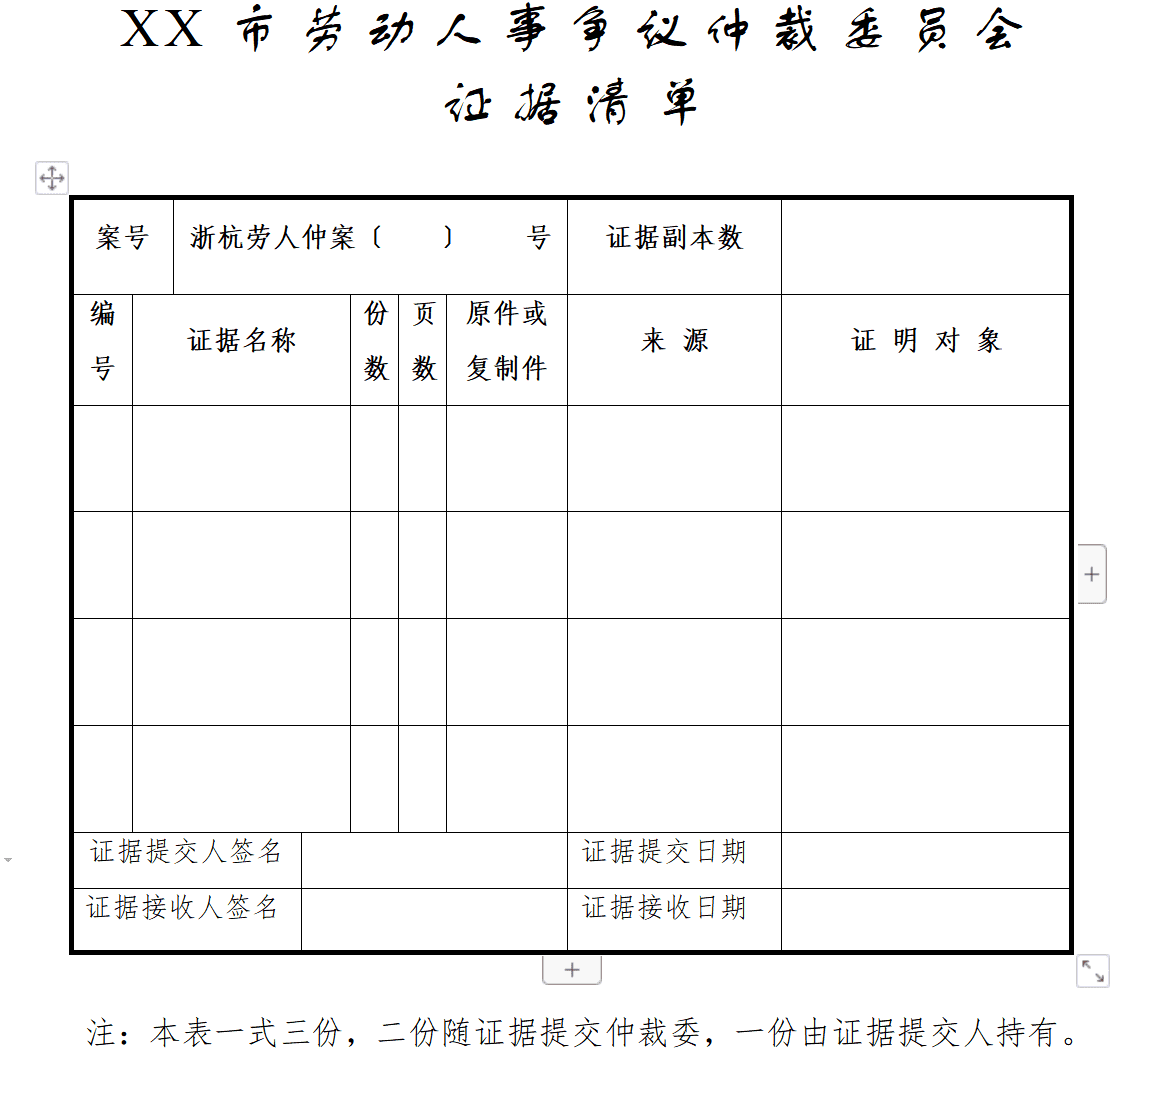 XX 市劳动人事争议仲裁委员会
证据清单
案号 浙杭劳人仲案〔 〕 号 证据副本数
编号 证据名称 份数 页数 原件或复制件 来 源 证 明 对 象
证据提交人签名 证据提交日期
证据接收人签名 证据接收日期
注：本表一式三份，二份随证据提交仲裁委，一份由证据提交人持有。